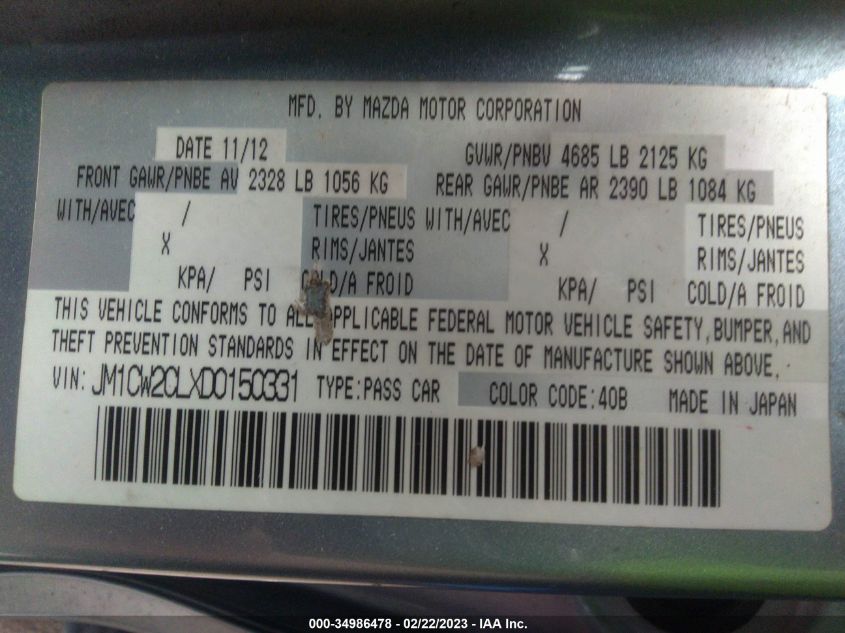 MFD. BY MAZDA MOTOR CORPORATION
DATE 11/12 GVWR/PNBV 4685 LB 2125 KG
FRONT GAWR/PNBE AV 2328 LB 1056 KG REAR GAWR/PNBE AR 2390 LB 1084 KG
WITH/AVEC / TIRES/PNEUS WITH/AVEC / TIRES/PNEUS
X RIMS/JANTES X RIMS/JANTES
KPA/ PSI COLD/A FROID KPA/ PSI COLD/A FROID
THIS VEHICLE CONFORMS TO ALL APPLICABLE FEDERAL MOTOR VEHICLE SAFETY, BUMPER, AND
THEFT PREVENTION STANDARDS IN EFFECT ON THE DATE OF MANUFACTURE SHOWN ABOVE.
VIN: JM1CW2CLXD0150331 TYPE: PASS CAR COLOR CODE: 40B MADE IN JAPAN
000-34986478 - 02/22/2023 - IAA Inc.